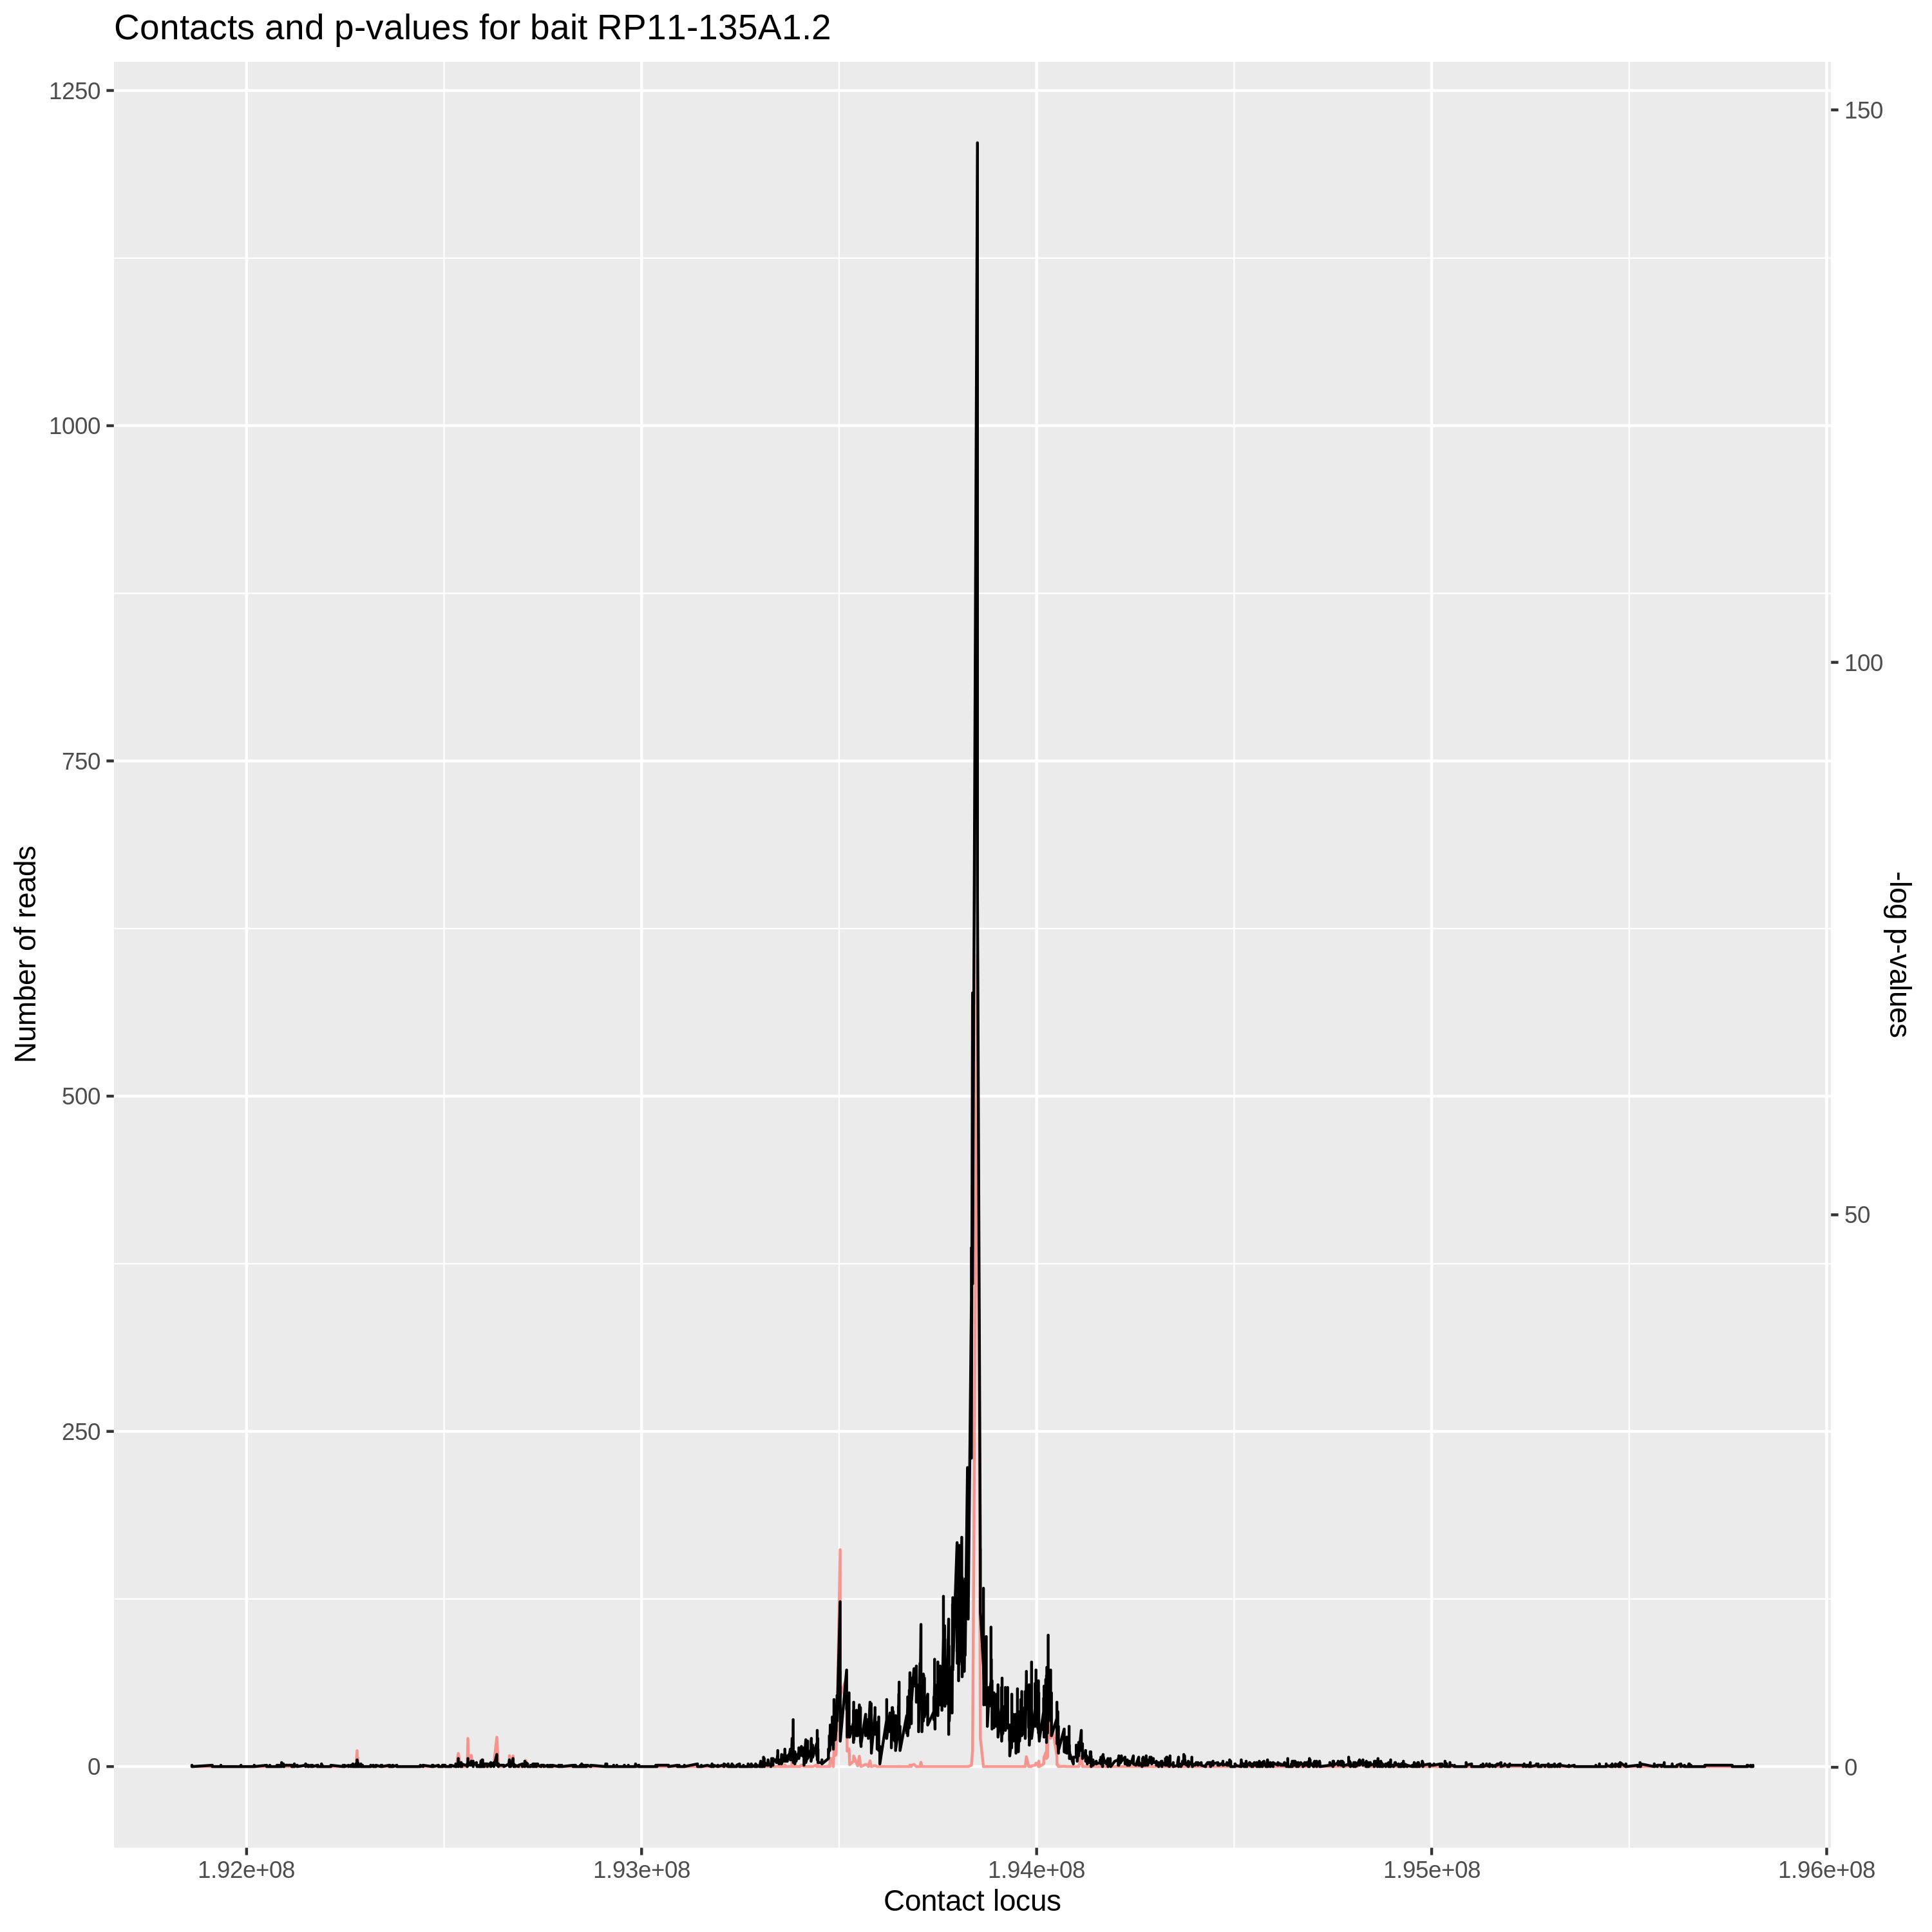 Contacts and p-values for bait RP11-135A1.2
1250
1000
750
500
250
0
Number of reads
150
100
50
0
-log p-values
1.92e+08
1.93e+08
1.94e+08
1.95e+08
1.96e+08
Contact locus